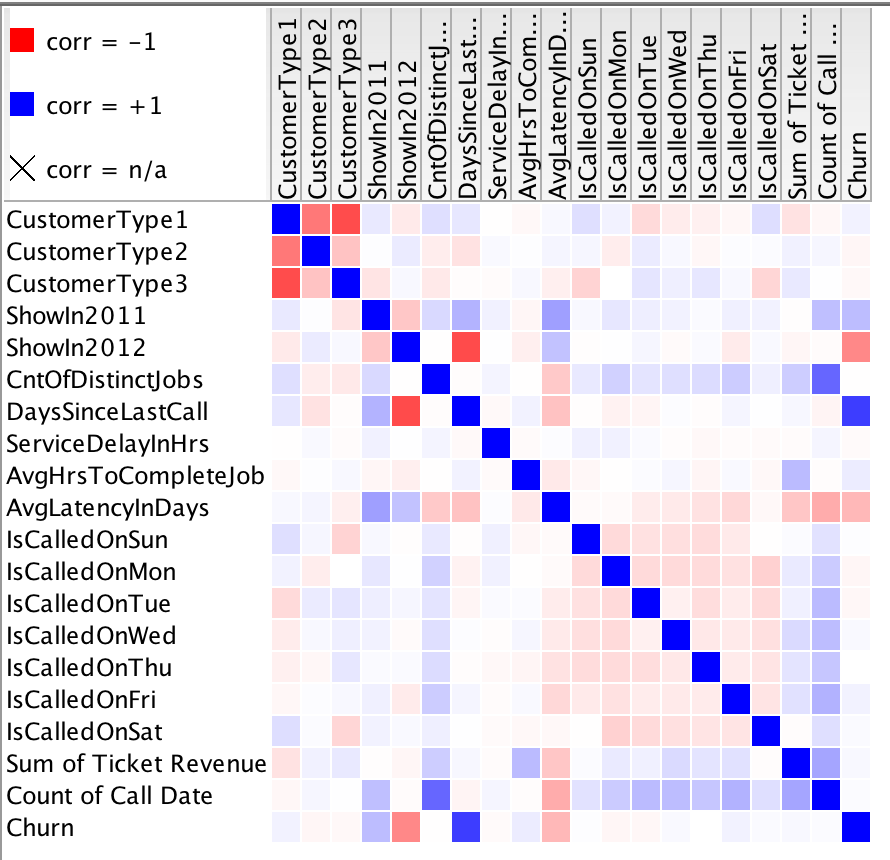 corr = -1
corr = +1
corr = n/a
CustomerType1
CustomerType2
CustomerType3
ShowIn2011
ShowIn2012
CntOfDistinctJ...
DaysSinceLast...
ServiceDelayIn...
AvgHrsToCom...
AvgLatencyInD...
IsCalledOnSun
IsCalledOnMon
IsCalledOnTue
IsCalledOnWed
IsCalledOnThu
IsCalledOnFri
IsCalledOnSat
Sum of Ticket ...
Count of Call ...
Churn
CustomerType1
CustomerType2
CustomerType3
ShowIn2011
ShowIn2012
CntOfDistinctJobs
DaysSinceLastCall
ServiceDelayInHrs
AvgHrsToCompleteJob
AvgLatencyInDays
IsCalledOnSun
IsCalledOnMon
IsCalledOnTue
IsCalledOnWed
IsCalledOnThu
IsCalledOnFri
IsCalledOnSat
Sum of Ticket Revenue
Count of Call Date
Churn